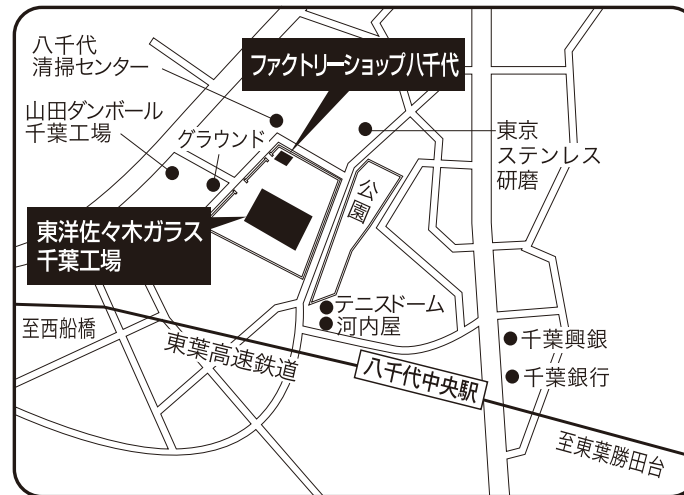 八千代
清掃センター
ファクトリーショップ八千代
山田ダンボール
千葉工場
グラウンド
東京
ステンレス
研磨
公園
東洋佐々木ガラス
千葉工場
テニスドーム
河内屋
至西船橋
東葉高速鉄道
千葉興銀
八千代中央駅
千葉銀行
至東葉勝田台